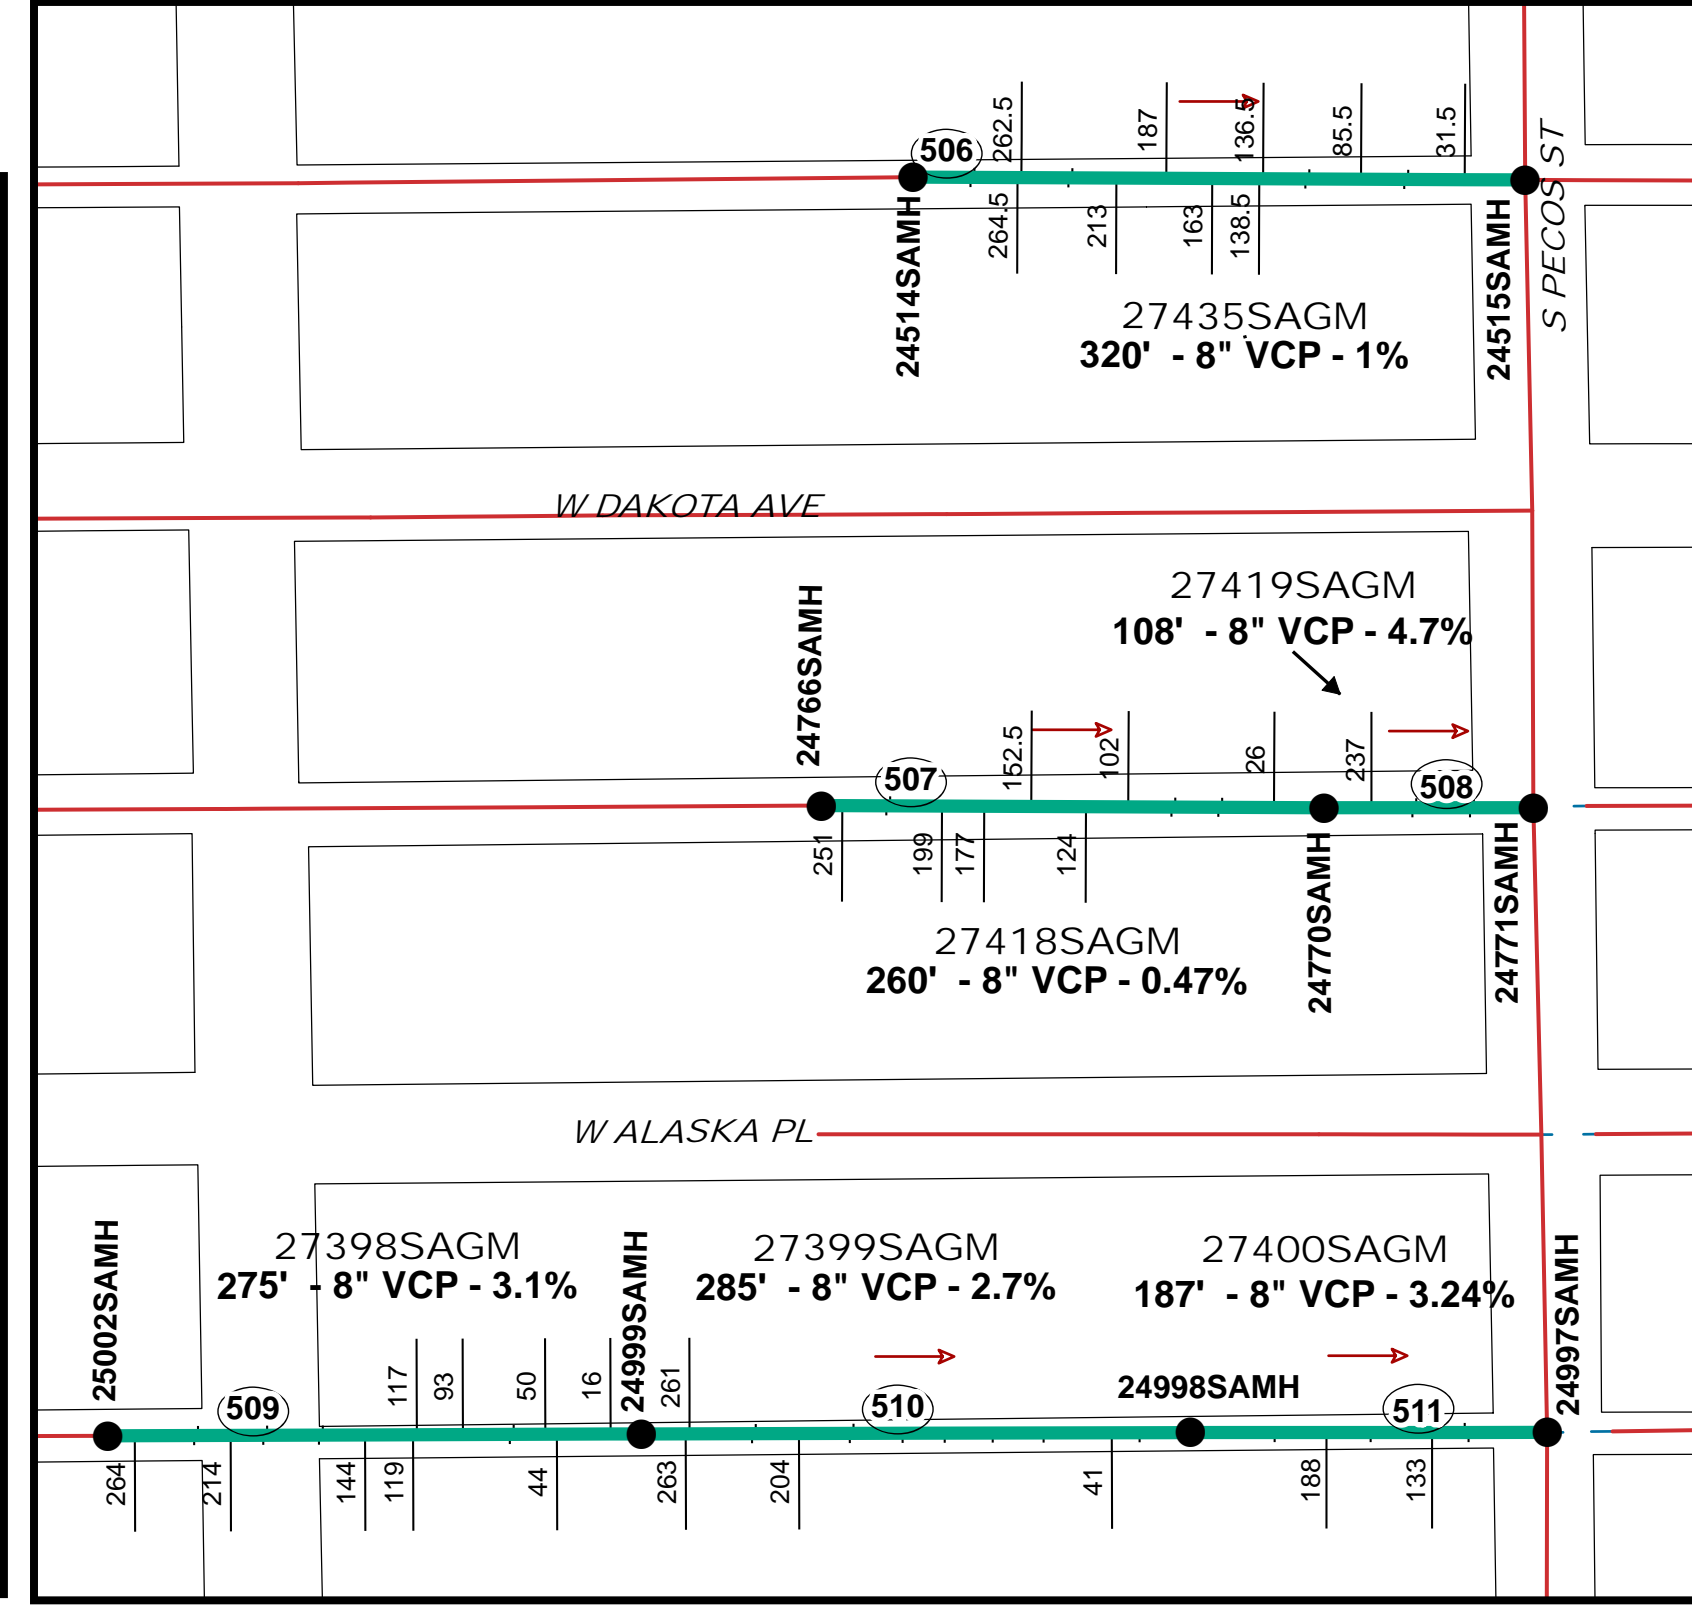 506
262.5
187
136.5
85.5
31.5
S PECOS ST
24514SAMH
264.5
213
163
138.5
24515SAMH
27435SAGM
320' - 8" VCP - 1%
W DAKOTA AVE
27419SAGM
108' - 8" VCP - 4.7%
24766SAMH
507
152.5
102
26
237
508
251
199
177
124
24770SAMH
24771SAMH
27418SAGM
260' - 8" VCP - 0.47%
W ALASKA PL
25002SAMH
27398SAGM
275' - 8" VCP - 3.1%
24999SAMH
27399SAGM
285' - 8" VCP - 2.7%
27400SAGM
187' - 8" VCP - 3.24%
24997SAMH
509
117
93
50
16
261
510
24998SAMH
511
264
214
144
119
44
263
204
41
188
133